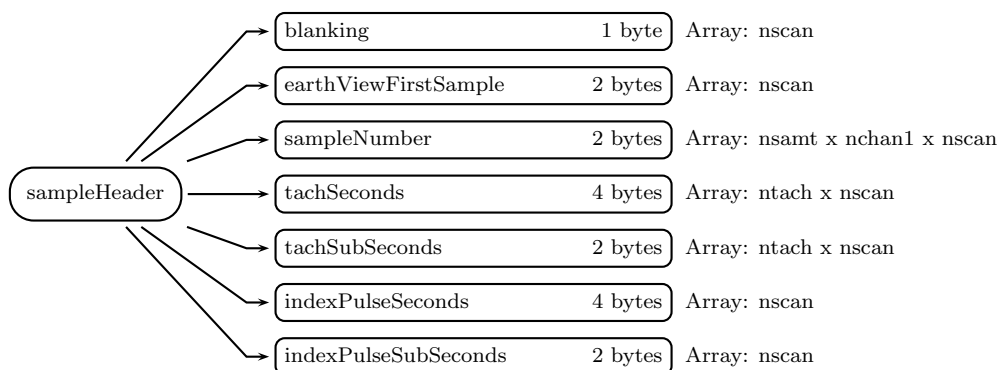 blanking 1 byte Array: nscan
earthViewFirstSample 2 bytes Array: nscan
sampleNumber 2 bytes Array: nsamt x nchan1 x nscan
sampleHeader tachSeconds 4 bytes Array: ntach x nscan
tachSubSeconds 2 bytes Array: ntach x nscan
indexPulseSeconds 4 bytes Array: nscan
indexPulseSubSeconds 2 bytes Array: nscan